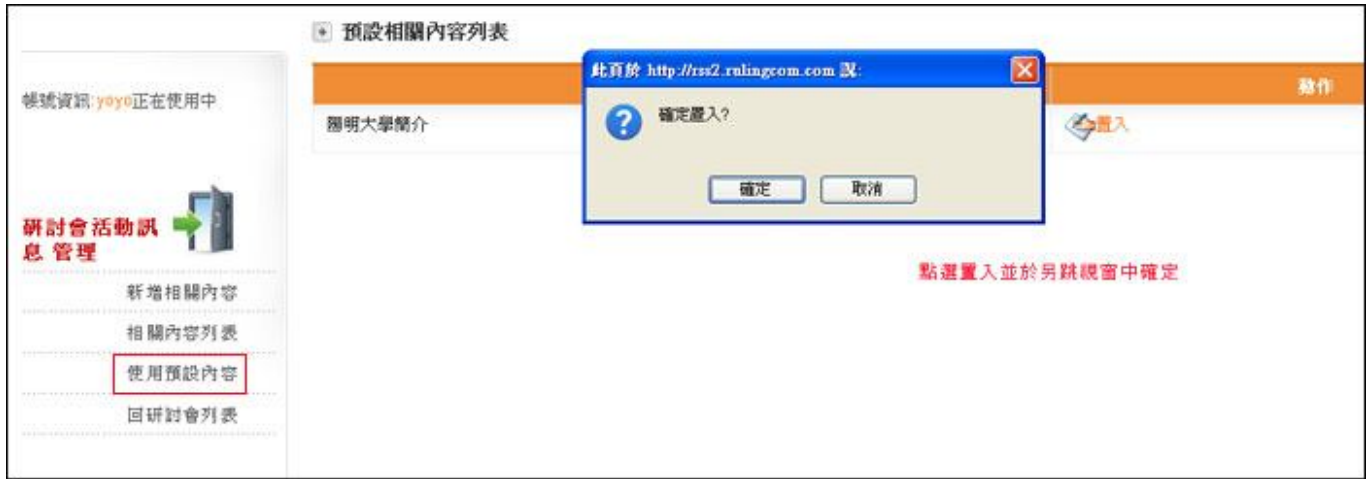 預設相關內容列表
此頁於 http://rss2.rulingcom.com 說:
動作
帳號資訊:yoyo正在使用中
陽明大學簡介
確定置入?
置入
確定
取消
研討會活動訊
息 管理
點選置入並於另跳視窗中確定
新增相關內容
相關內容列表
使用預設內容
回研討會列表